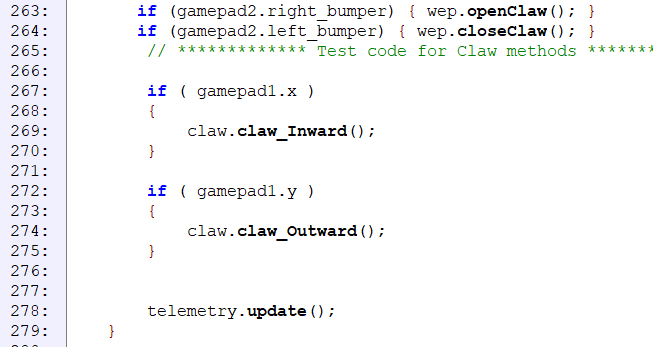 263: if (gamepad2.right_bumper) { wep.openClaw(); }
264: if (gamepad2.left_bumper) { wep.closeClaw(); }
265: // ************* Test code for Claw methods *******
266:
267: if ( gamepad1.x )
268: {
269: claw.claw_Inward();
270: }
271:
272: if ( gamepad1.y )
273: {
274: claw.claw_Outward();
275: }
276:
277:
278: telemetry.update();
279: }